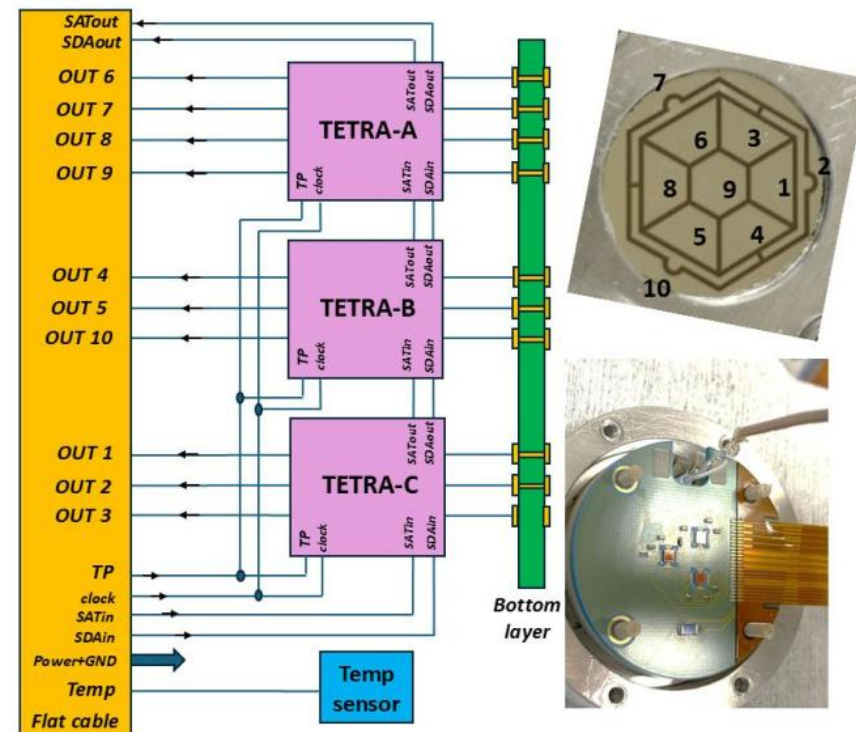 SATout
SDAout
OUT 6
OUT 7
OUT 8
OUT 9
OUT 4
OUT 5
OUT 10
OUT 1
OUT 2
OUT 3
TP
clock
SATin
SDAin
Power+GND
Temp
Flat cable
SATout
SDAout
TETRA-A
TP
clock
SATin
SDAin
SATout
SDAout
TETRA-B
TP
clock
SATin
SDAin
SATout
SDAout
TETRA-C
TP
clock
SATin
SDAin
Temp
sensor
Bottom
layer
7
6
3
2
8
9
1
5
4
10